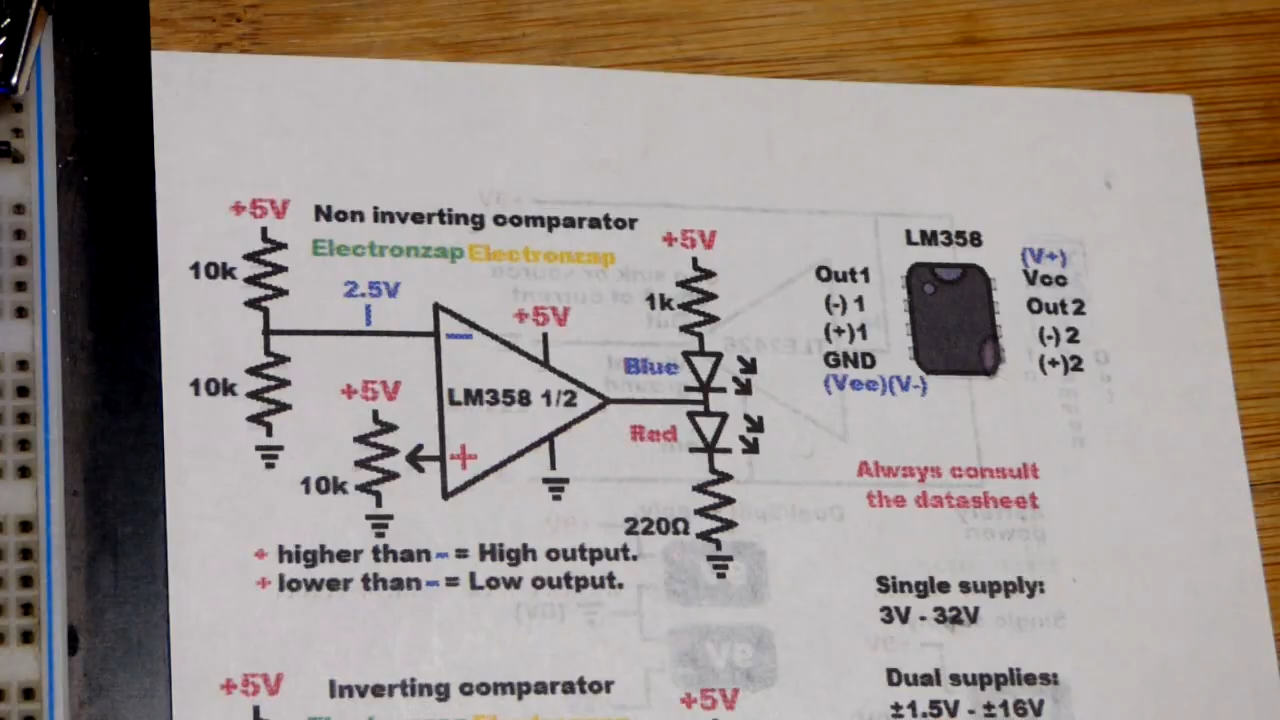 +5V
Non inverting comparator
Electronzap Electronzap
10k
2.5V
+5V
+5V
1k
10k
+5V
LM358 1/2
+
10k
Blue
Red
220Ω
+ higher than - = High output.
+ lower than - = Low output.
LM358
Out1
(-) 1
(+)1
GND
(Vee)(V-)
(V+)
Vcc
Out 2
(-) 2
(+)2
Always consult
the datasheet
Single supply:
3V - 32V
Dual supplies:
±1.5V - ±16V
+5V
Inverting comparator
+5V